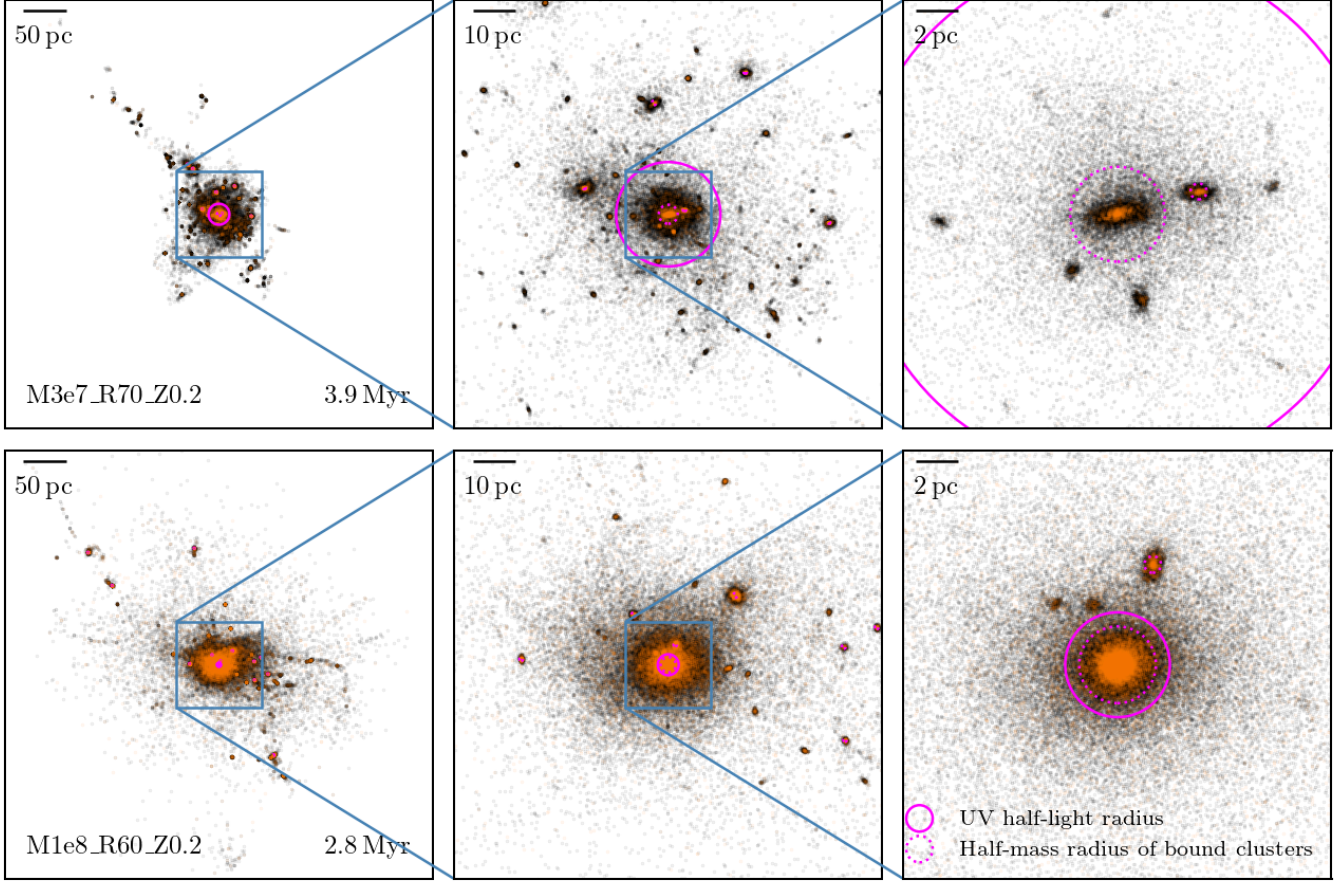 50 pc
10 pc
2 pc
M3e7_R70_Z0.2
3.9 Myr
50 pc
10 pc
2 pc
M1e8_R60_Z0.2
2.8 Myr
UV half-light radius
Half-mass radius of bound clusters